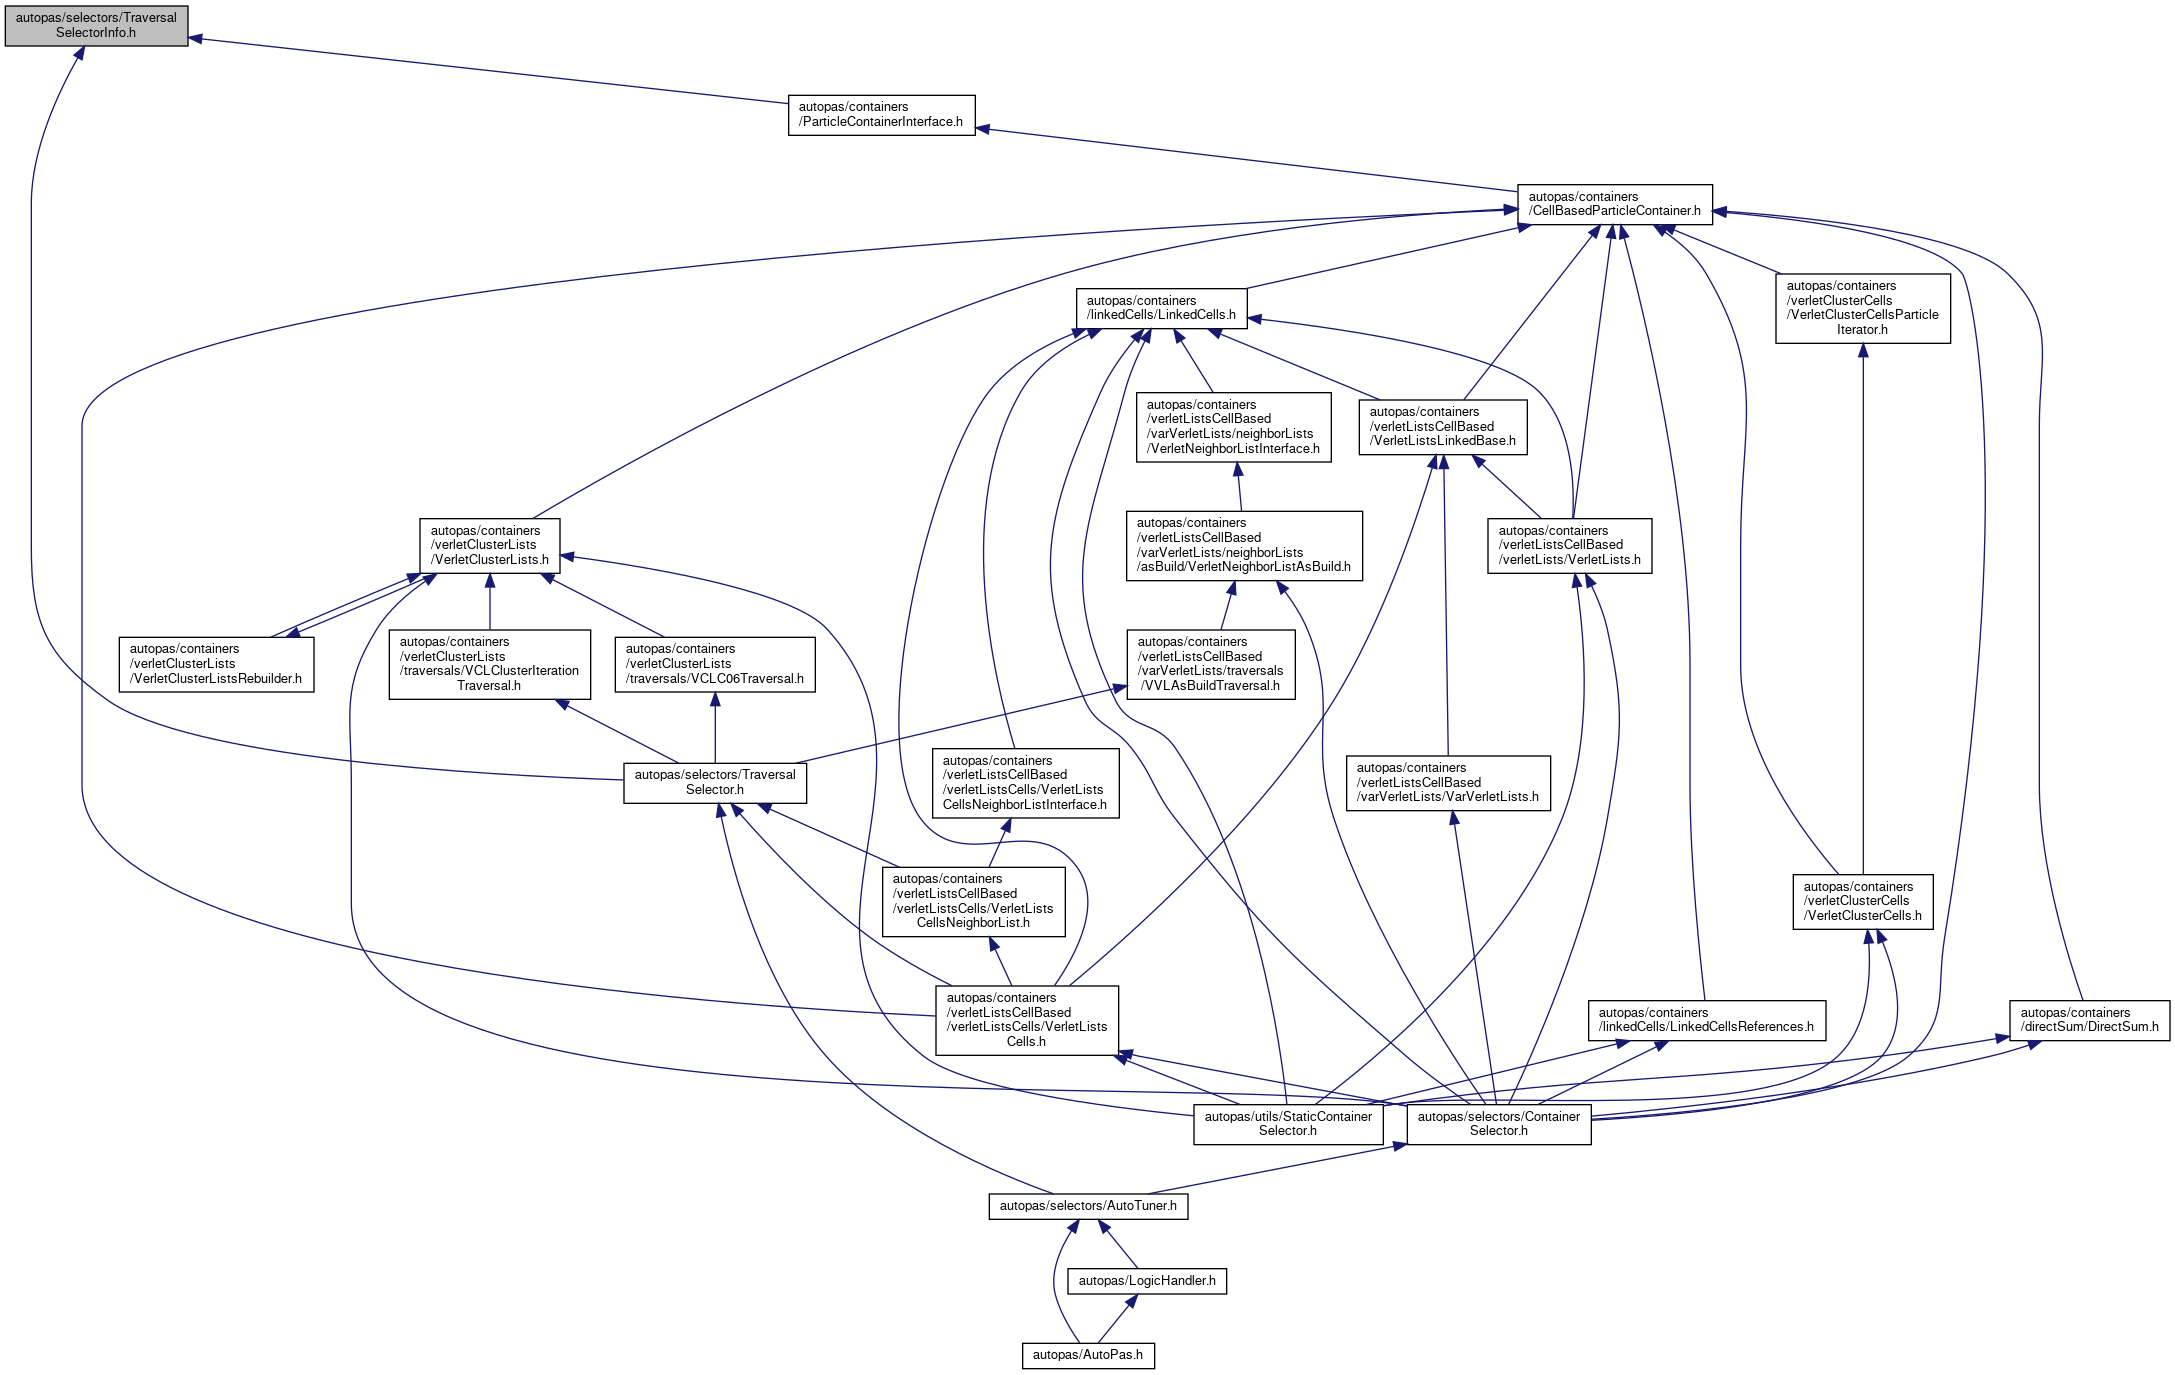 autopas/selectors/Traversal
SelectorInfo.h
autopas/containers
/ParticleContainerInterface.h
autopas/containers
/CellBasedParticleContainer.h
autopas/containers
/linkedCells/LinkedCells.h
autopas/containers
/verletClusterCells
/VerletClusterCellsParticle
Iterator.h
autopas/containers
/verletListsCellBased
/varVerletLists/neighborLists
/VerletNeighborListInterface.h
autopas/containers
/verletListsCellBased
/VerletListsLinkedBase.h
autopas/containers
/verletClusterLists
/VerletClusterLists.h
autopas/containers
/verletListsCellBased
/varVerletLists/neighborLists
/asBuild/VerletNeighborListAsBuild.h
autopas/containers
/verletListsCellBased
/verletLists/VerletLists.h
autopas/containers
/verletClusterLists
/VerletClusterListsRebuilder.h
autopas/containers
/verletClusterLists
/traversals/VCLClusterIteration
Traversal.h
autopas/containers
/verletClusterLists
/traversals/VCLC06Traversal.h
autopas/containers
/verletListsCellBased
/varVerletLists/traversals
/VVLAsBuildTraversal.h
autopas/selectors/Traversal
Selector.h
autopas/containers
/verletListsCellBased
/verletListsCells/VerletLists
CellsNeighborListInterface.h
autopas/containers
/verletListsCellBased
/varVerletLists/VarVerletLists.h
autopas/containers
/verletListsCellBased
/verletListsCells/VerletLists
CellsNeighborList.h
autopas/containers
/verletClusterCells
/VerletClusterCells.h
autopas/containers
/verletListsCellBased
/verletListsCells/VerletLists
Cells.h
autopas/containers
/linkedCells/LinkedCellsReferences.h
autopas/containers
/directSum/DirectSum.h
autopas/utils/StaticContainer
Selector.h
autopas/selectors/Container
Selector.h
autopas/selectors/AutoTuner.h
autopas/LogicHandler.h
autopas/AutoPas.h